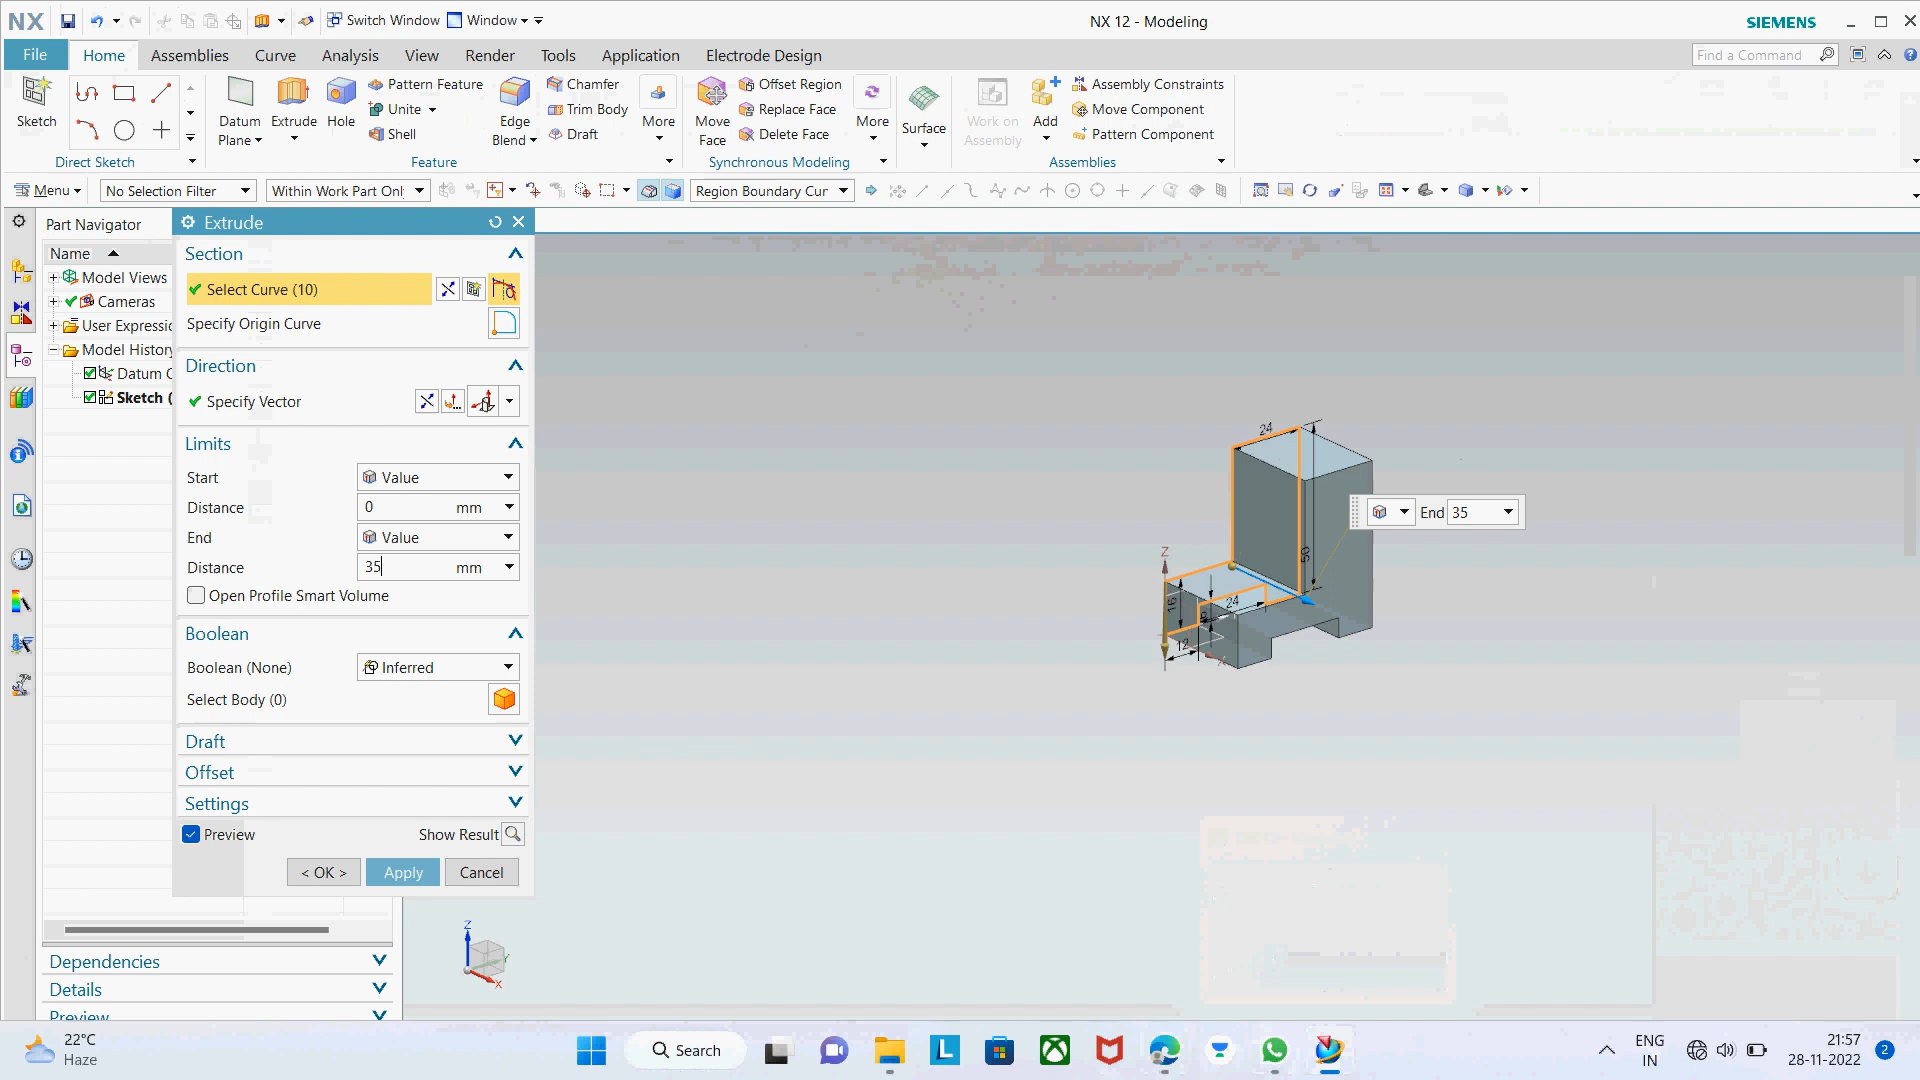 NX
Switch Window
Window
NX 12 - Modeling
SIEMENS
File
Home
Assemblies
Curve
Analysis
View
Render
Tools
Application
Electrode Design
Find a Command
Sketch
Direct Sketch
Datum
Plane
Extrude
Hole
Pattern Feature
Unite
Shell
Edge
Blend
Chamfer
Trim Body
Draft
More
Feature
Move
Face
Offset Region
Replace Face
Delete Face
More
Synchronous Modeling
Surface
Work on
Assembly
Add
Assembly Constraints
Move Component
Pattern Component
Assemblies
Menu
No Selection Filter
Within Work Part Onl
Region Boundary Cur
Part Navigator
Name
Model Views
Cameras
User Expressic
Model History
Datum C
Sketch (
Extrude
Section
Select Curve (10)
Specify Origin Curve
Direction
Specify Vector
Limits
Start
Value
Distance
0 mm
End
Value
Distance
35 mm
Open Profile Smart Volume
Boolean
Boolean (None)
Inferred
Select Body (0)
Draft
Offset
Settings
Preview
Show Result
< OK >
Apply
Cancel
Dependencies
Details
Preview
24
50
End 35
Z
16
24
12
X
Z
Y
X
22°C
Haze
Search
ENG
IN
21:57
28-11-2022
2